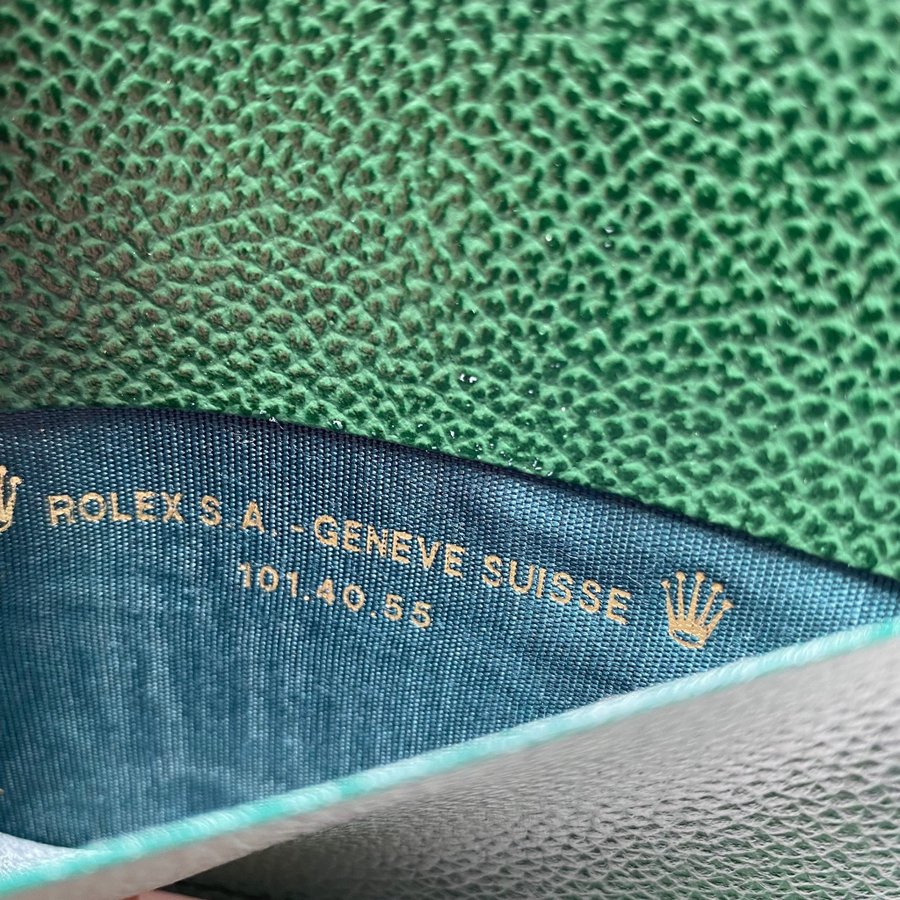 ROLEX S.A.-GENEVE SUISSE
101.40.55